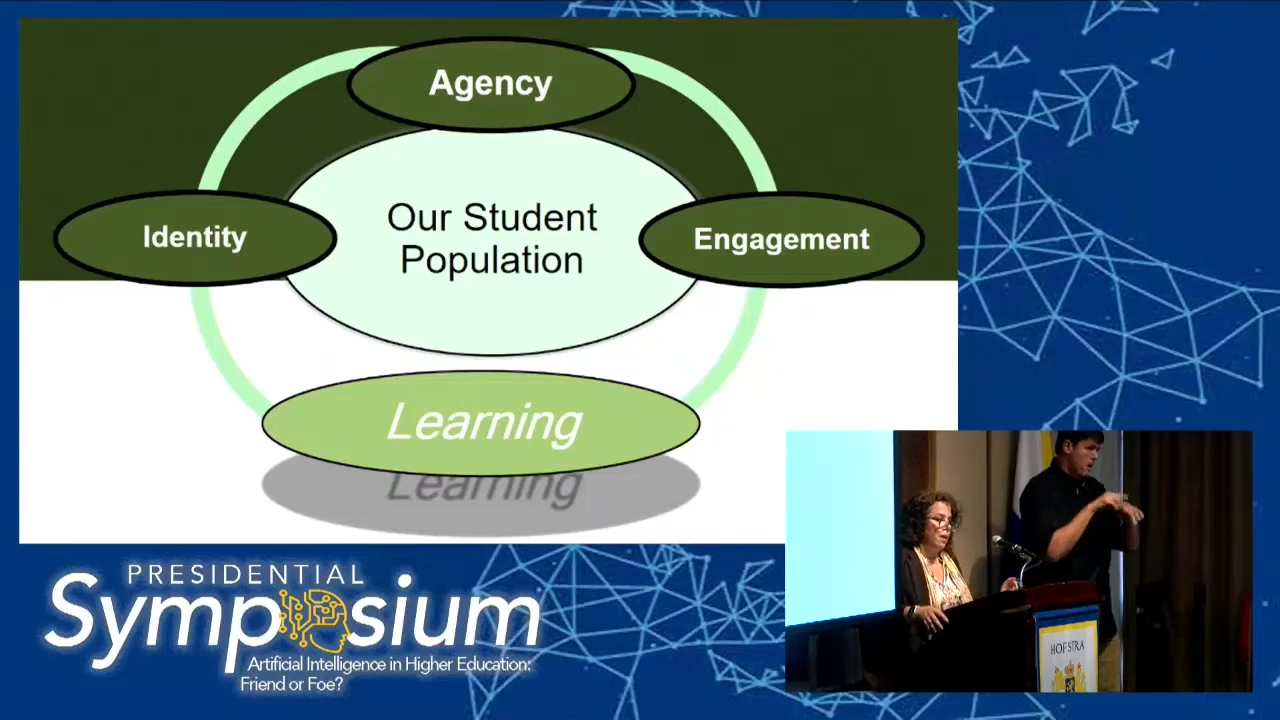 Agency
Identity
Our Student
Population
Engagement
Learning
Learning
PRESIDENTIAL
Symposium
Artificial Intelligence in Higher Education:
Friend or Foe?
HOFSTRA